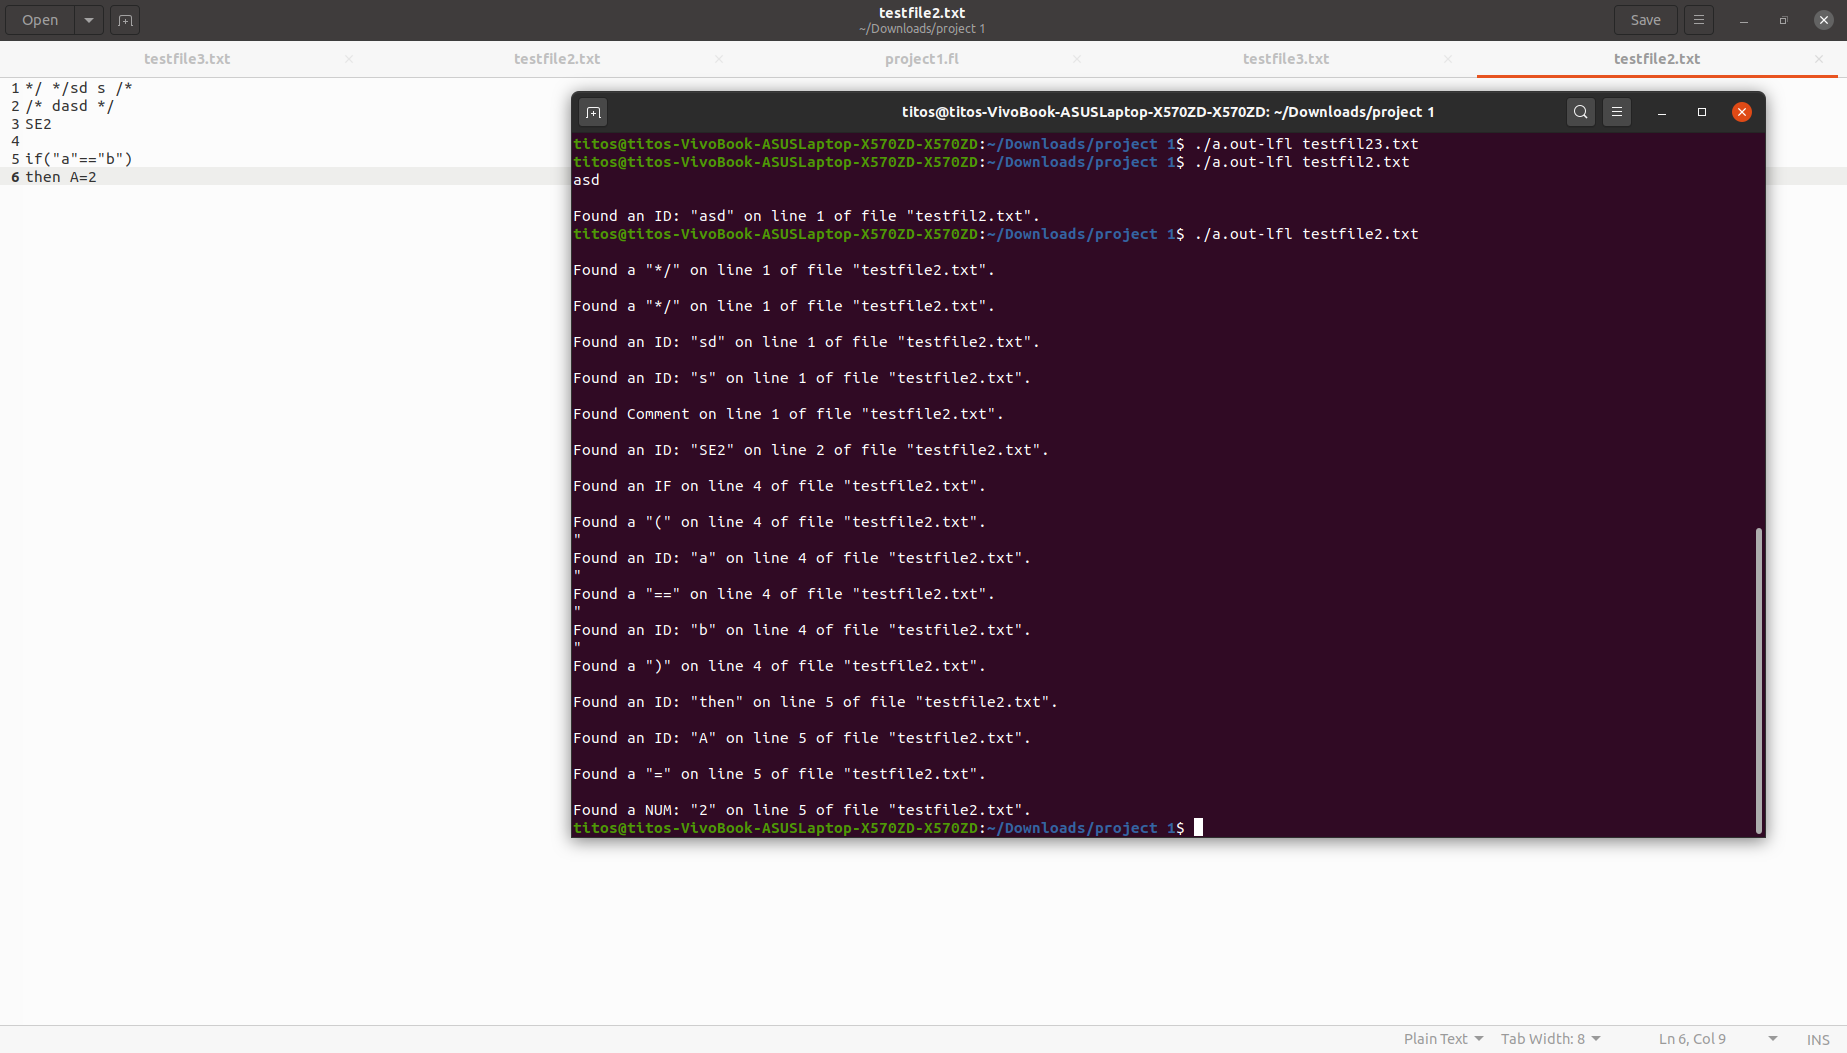 Open
testfile2.txt
~/Downloads/project 1
Save
testfile3.txt
testfile2.txt
project1.fl
testfile3.txt
testfile2.txt
1 */ */sd s /*
2 /* dasd */
3 SE2
4
5 if("a"=="b")
6 then A=2
titos@titos-VivoBook-ASUSLaptop-X570ZD-X570ZD: ~/Downloads/project 1
titos@titos-VivoBook-ASUSLaptop-X570ZD-X570ZD:~/Downloads/project 1$ ./a.out-lfl testfil23.txt
titos@titos-VivoBook-ASUSLaptop-X570ZD-X570ZD:~/Downloads/project 1$ ./a.out-lfl testfil2.txt
asd
Found an ID: "asd" on line 1 of file "testfil2.txt".
titos@titos-VivoBook-ASUSLaptop-X570ZD-X570ZD:~/Downloads/project 1$ ./a.out-lfl testfile2.txt
Found a "*/" on line 1 of file "testfile2.txt".
Found a "*/" on line 1 of file "testfile2.txt".
Found an ID: "sd" on line 1 of file "testfile2.txt".
Found an ID: "s" on line 1 of file "testfile2.txt".
Found Comment on line 1 of file "testfile2.txt".
Found an ID: "SE2" on line 2 of file "testfile2.txt".
Found an IF on line 4 of file "testfile2.txt".
Found a "(" on line 4 of file "testfile2.txt".
"
Found an ID: "a" on line 4 of file "testfile2.txt".
"
Found a "==" on line 4 of file "testfile2.txt".
"
Found an ID: "b" on line 4 of file "testfile2.txt".
"
Found a ")" on line 4 of file "testfile2.txt".
Found an ID: "then" on line 5 of file "testfile2.txt".
Found an ID: "A" on line 5 of file "testfile2.txt".
Found a "=" on line 5 of file "testfile2.txt".
Found a NUM: "2" on line 5 of file "testfile2.txt".
titos@titos-VivoBook-ASUSLaptop-X570ZD-X570ZD:~/Downloads/project 1$
Plain Text
Tab Width: 8
Ln 6, Col 9
INS